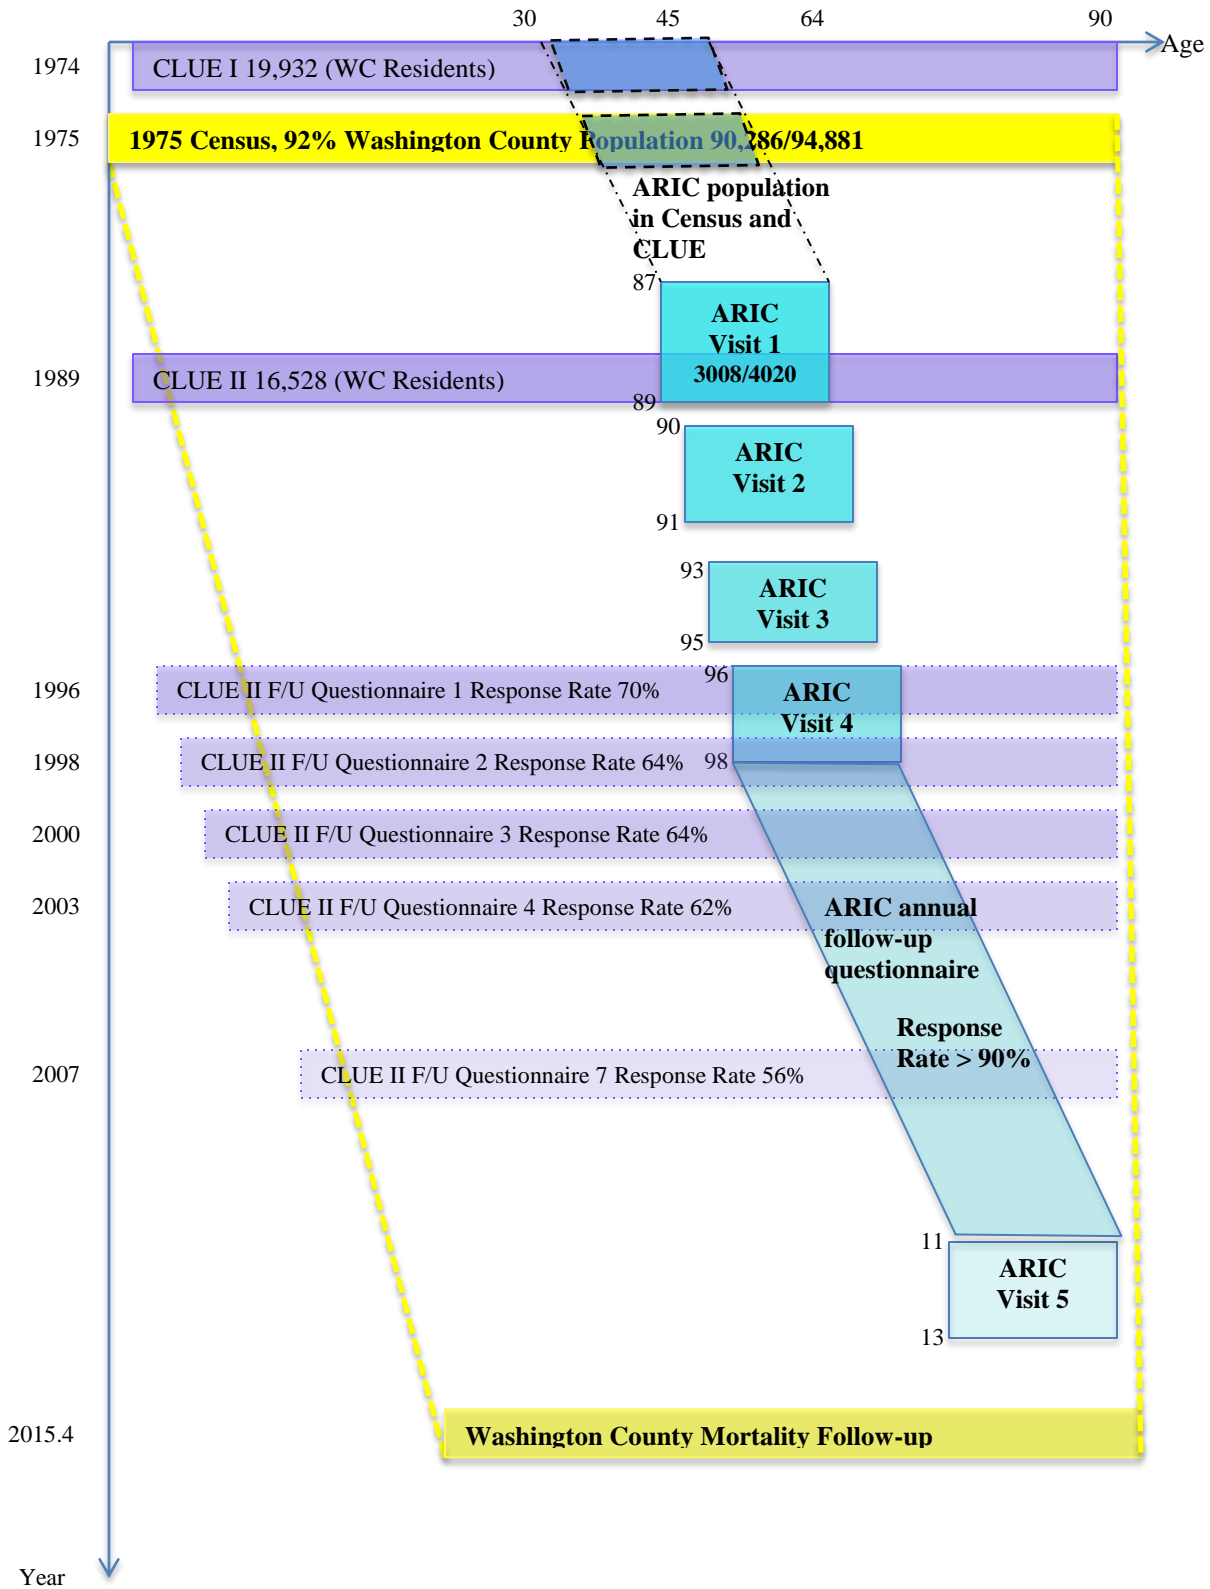 30 45 64 90
Age
1974
CLUE I 19,932 (WC Residents)
1975
1975 Census, 92% Washington County Population 90,286/94,881
ARIC population
in Census and
CLUE
87
ARIC
Visit 1
3008/4020
1989
CLUE II 16,528 (WC Residents)
89
90
ARIC
Visit 2
91
93
ARIC
Visit 3
95
1996
CLUE II F/U Questionnaire 1 Response Rate 70%
96
ARIC
Visit 4
1998
CLUE II F/U Questionnaire 2 Response Rate 64%
98
2000
CLUE II F/U Questionnaire 3 Response Rate 64%
2003
CLUE II F/U Questionnaire 4 Response Rate 62%
ARIC annual
follow-up
questionnaire
Response
Rate > 90%
2007
CLUE II F/U Questionnaire 7 Response Rate 56%
11
ARIC
Visit 5
13
2015.4
Washington County Mortality Follow-up
Year